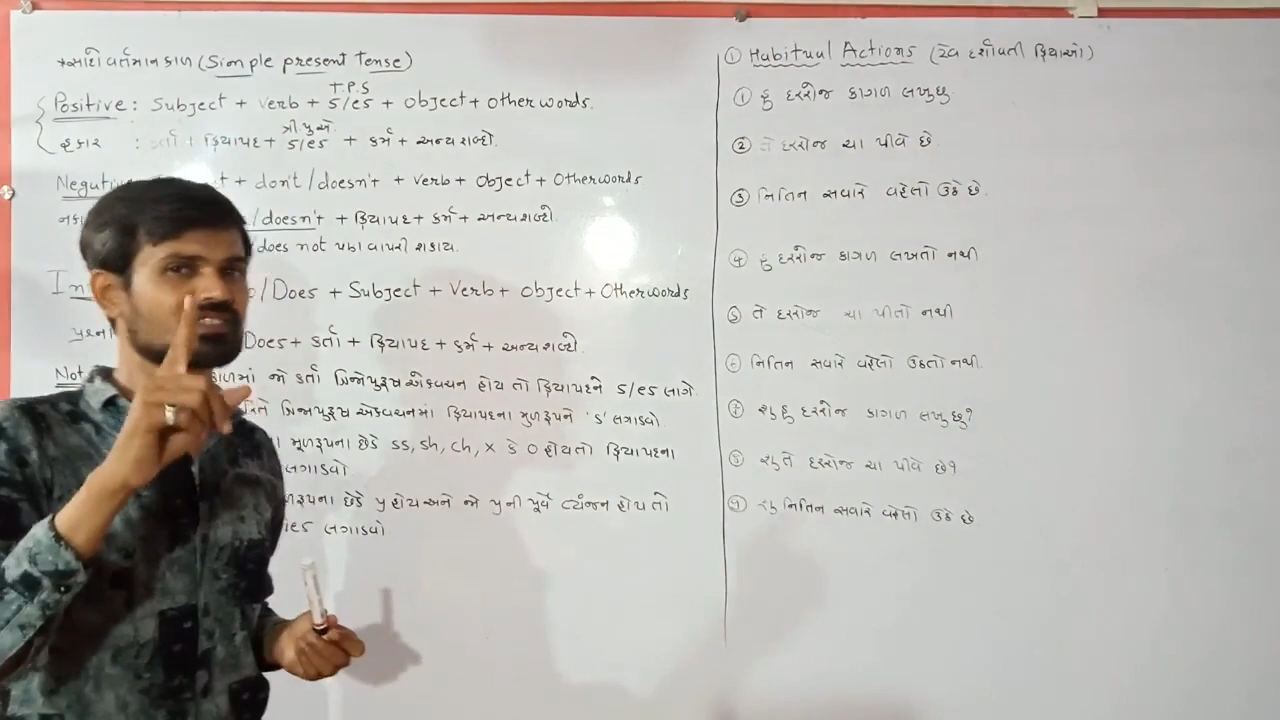 *સાદો વર્તમાનકાળ (Simple present Tense)
T.P.S
Positive : Subject + verb + s/es + object + Other words.
ત્રી પુ એ.
હકાર : કર્તા + ક્રિયાપદ + s/es + કર્મ + અન્ય શબ્દો.
+ don't / doesn't + verb + object + Otherwords
/doesn't + ક્રિયાપદ + કર્મ + અન્ય શબ્દો.
/does not પણ વાપરી શકાય.
/Does + Subject + Verb + object + Otherwords
Does + કર્તા + ક્રિયાપદ + કર્મ + અન્ય શબ્દો.
જો કર્તા ત્રિજોપુરુષ એકવચન હોય તો ક્રિયાપદને s/es લાગે
ત્રિજાપુરુષ એકવચનમાં ક્રિયાપદના મુળરૂપને 's' લગાડવો
મૂળરૂપના છેડે ss, sh, ch, x કે o હોયતો ક્રિયાપદના
લગાડવો
છેડે y હોય અને જો y ની પૂર્વે વ્યંજન હોય તો
ies લગાડવો
① Habitual Actions (ટેવ દર્શાવતી ક્રિયાઓ)
① હું દરરોજ કાગળ લખુછુ
② તે દરરોજ ચા પીવે છે.
③ નિતિન સવારે વહેલો ઉઠે છે.
④ હું દરરોજ કાગળ લખતો નથી
⑤ તે દરરોજ ચા પીતો નથી
⑥ નિતિન સવારે વહેલો ઉઠતો નથી.
⑦ શુ હુ દરરોજ કાગળ લખુ છુ?
⑧ શુ તે દરરોજ ચા પીવે છે?
⑨ શુ નિતિન સવારે વહેલો ઉઠે છે